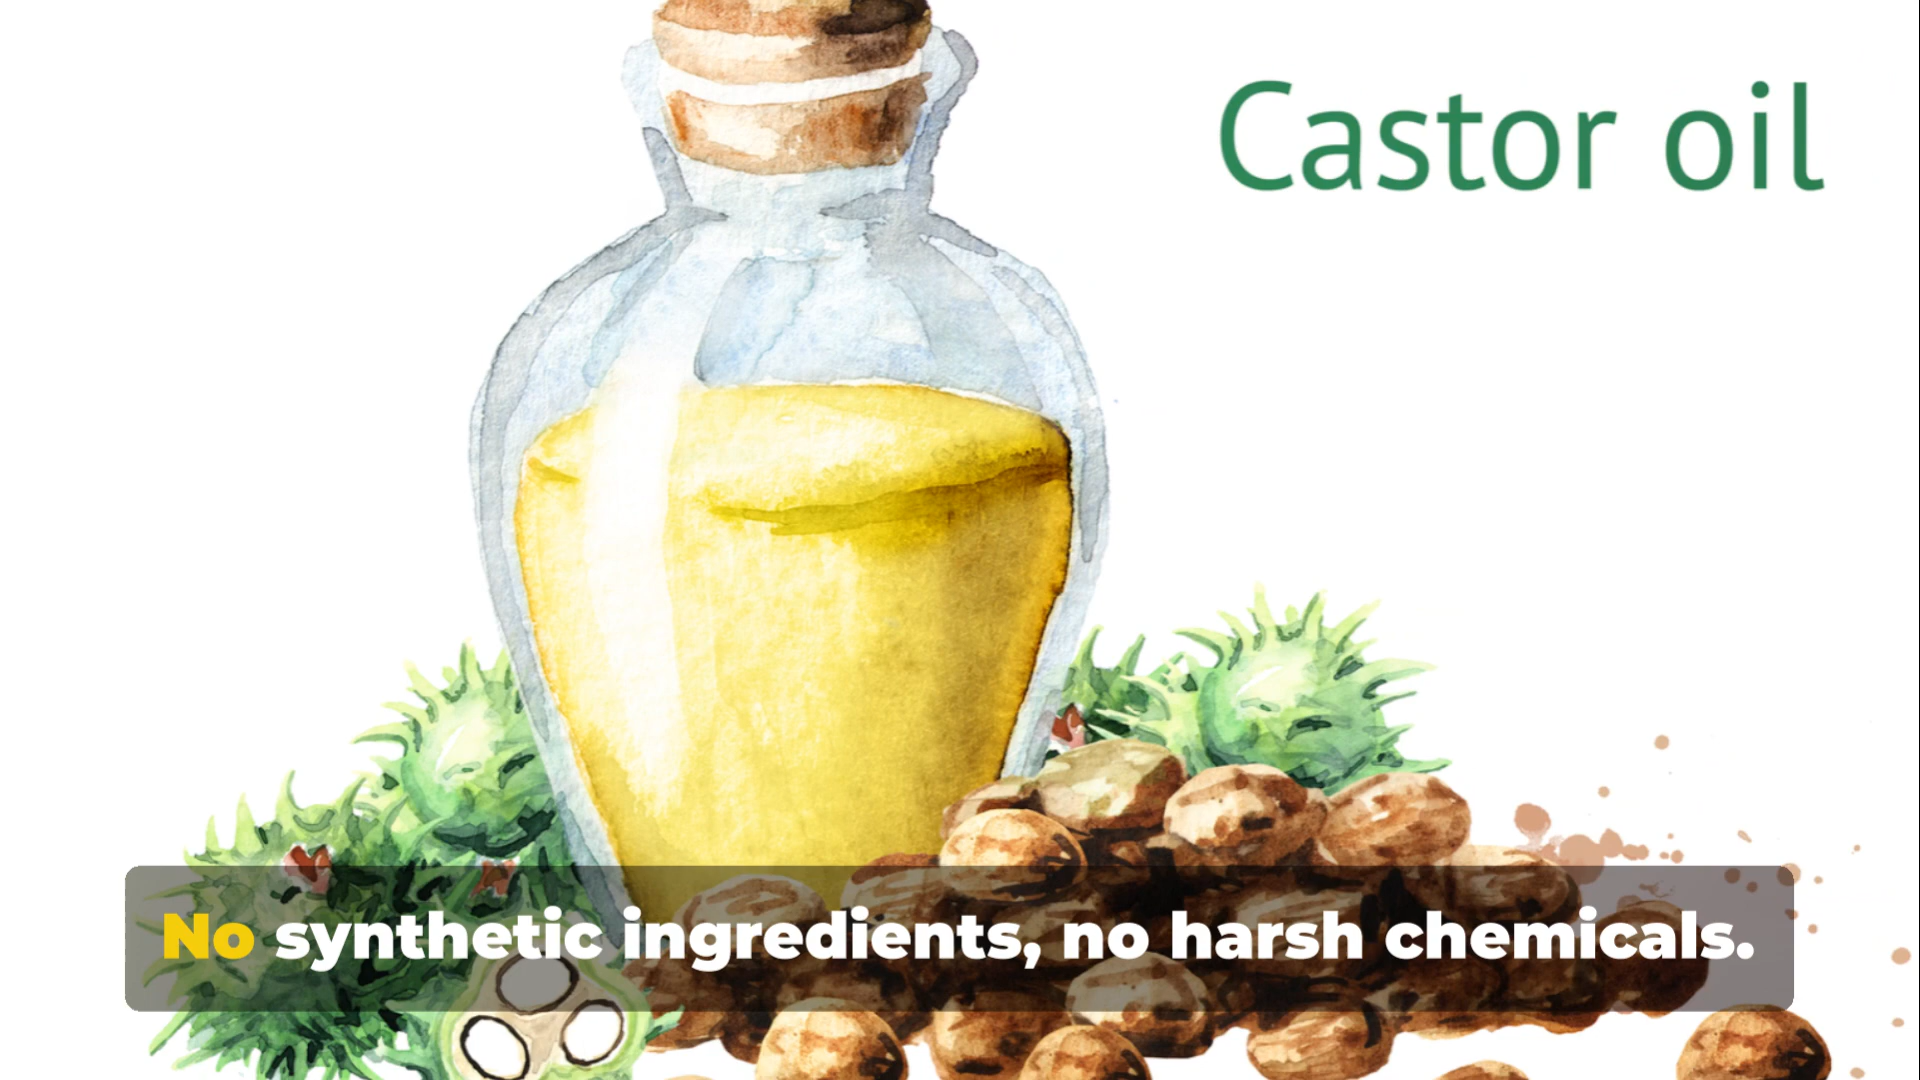 Castor oil
No synthetic ingredients, no harsh chemicals.